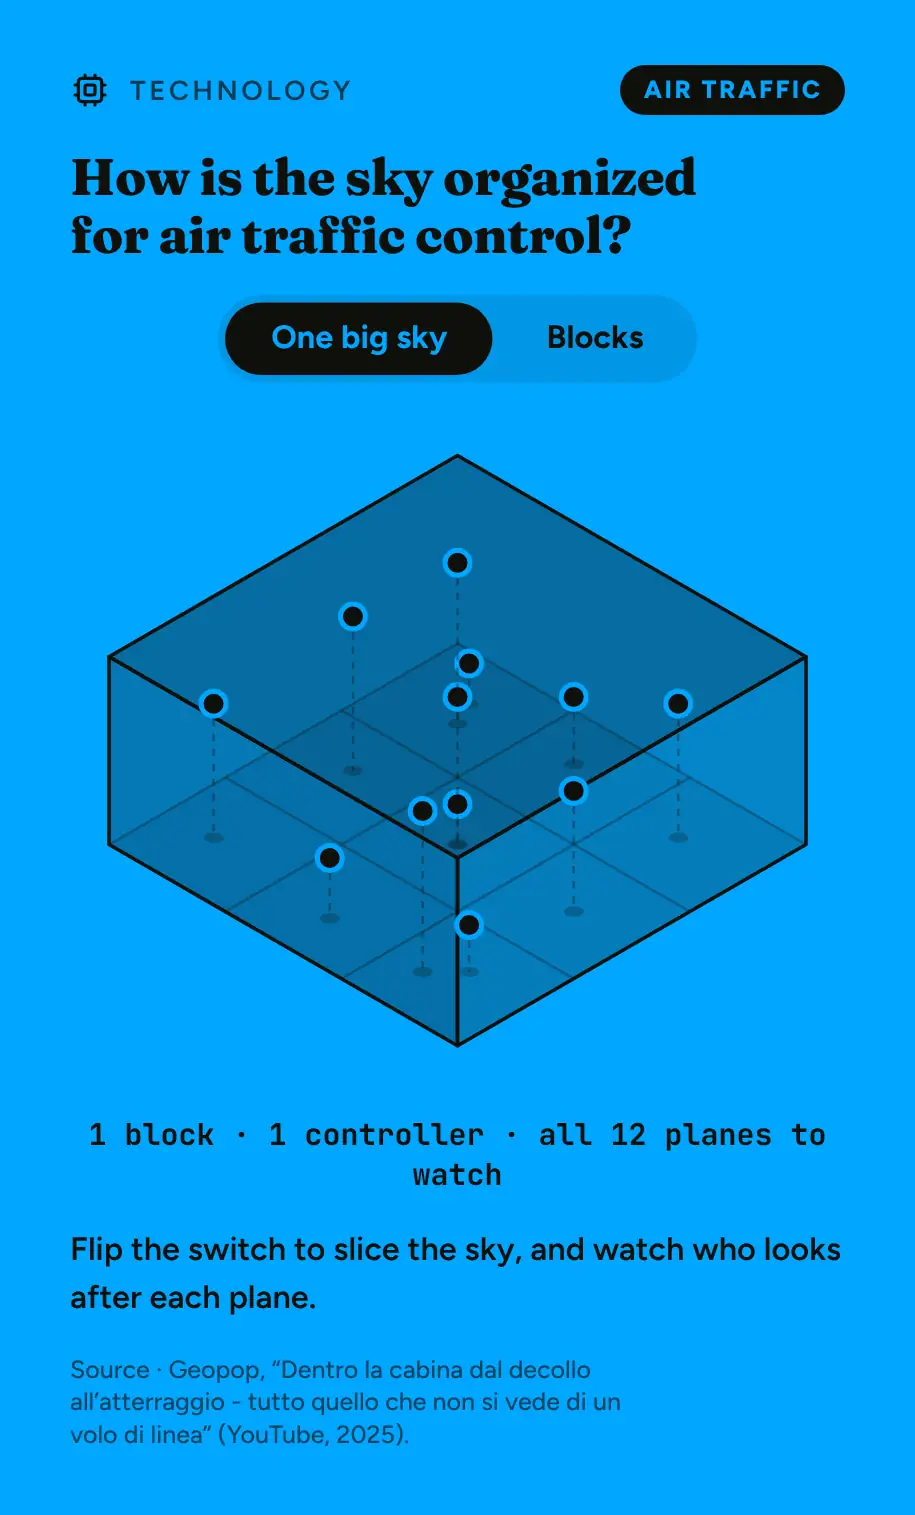 TECHNOLOGY
AIR TRAFFIC
How is the sky organized
for air traffic control?
One big sky
Blocks
1 block · 1 controller · all 12 planes to
watch
Flip the switch to slice the sky, and watch who looks
after each plane.
Source · Geopop, “Dentro la cabina dal decollo
all’atterraggio - tutto quello che non si vede di un
volo di linea” (YouTube, 2025).